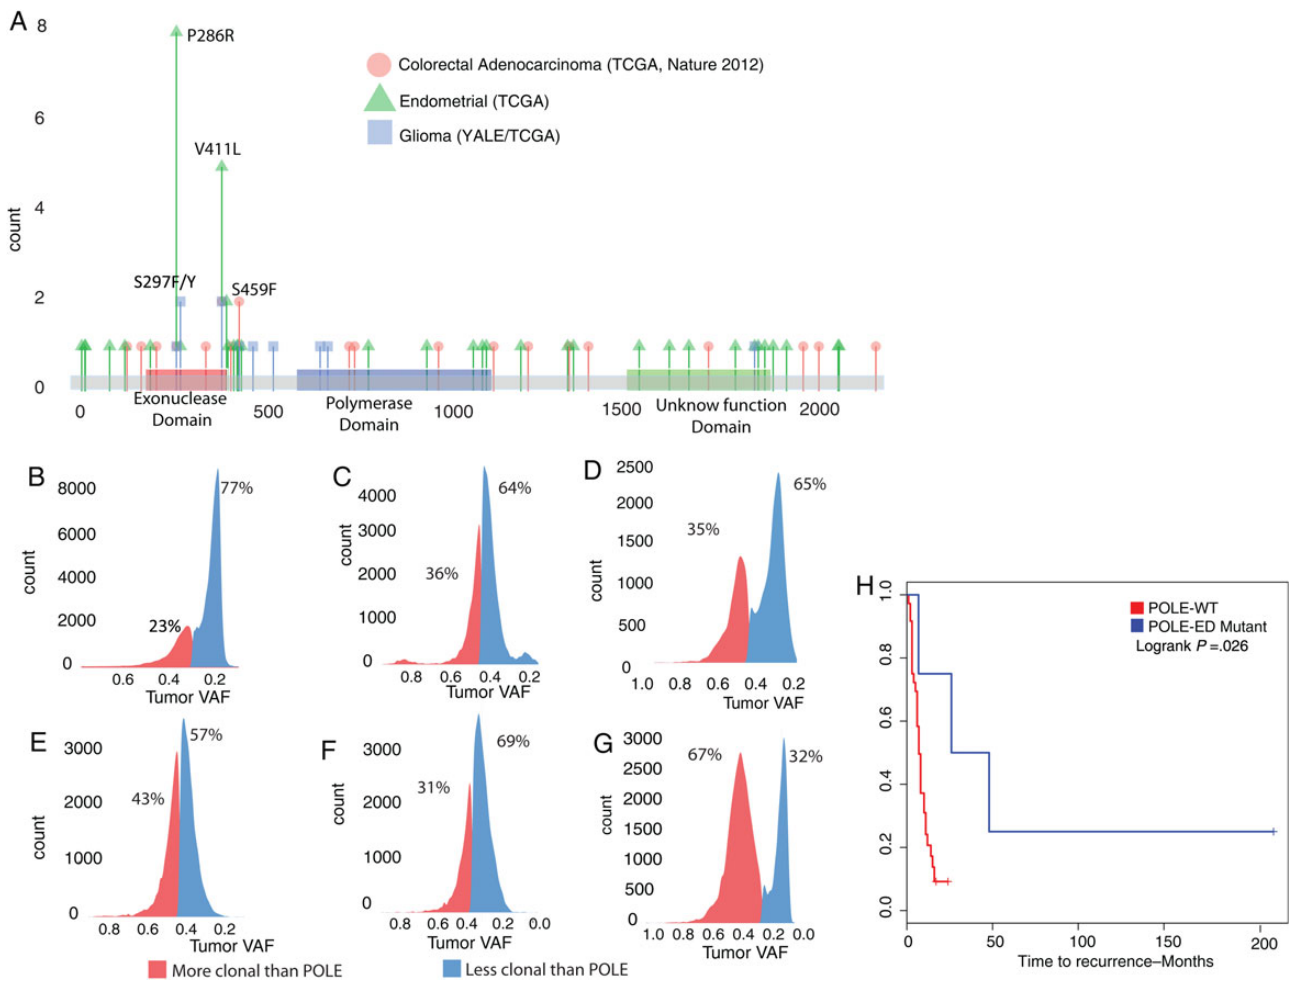 A
8
P286R
Colorectal Adenocarcinoma (TCGA, Nature 2012)
Endometrial (TCGA)
Glioma (YALE/TCGA)
6
V411L
4
count
S297F/Y
S459F
2
0
0
Exonuclease
Domain
500
Polymerase
Domain
1000
1500
Unknow function
Domain
2000
B
8000
6000
4000
2000
0
count
77%
23%
0.6 0.4 0.2
Tumor VAF
C
4000
3000
2000
1000
0
count
64%
36%
0.8 0.6 0.4 0.2
Tumor VAF
D
2500
2000
1500
1000
500
0
count
65%
35%
1.0 0.8 0.6 0.4 0.2
Tumor VAF
E
3000
2000
1000
0
count
57%
43%
0.8 0.6 0.4 0.2
Tumor VAF
F
3000
2000
1000
0
count
69%
31%
0.8 0.6 0.4 0.2 0.0
Tumor VAF
G
3000
2500
2000
1500
1000
500
0
count
67%
32%
1.0 0.8 0.6 0.4 0.2 0.0
Tumor VAF
More clonal than POLE
Less clonal than POLE
H
1.0
0.8
0.6
0.4
0.2
0.0
POLE-WT
POLE-ED Mutant
Logrank P =.026
0 50 100 150 200
Time to recurrence–Months